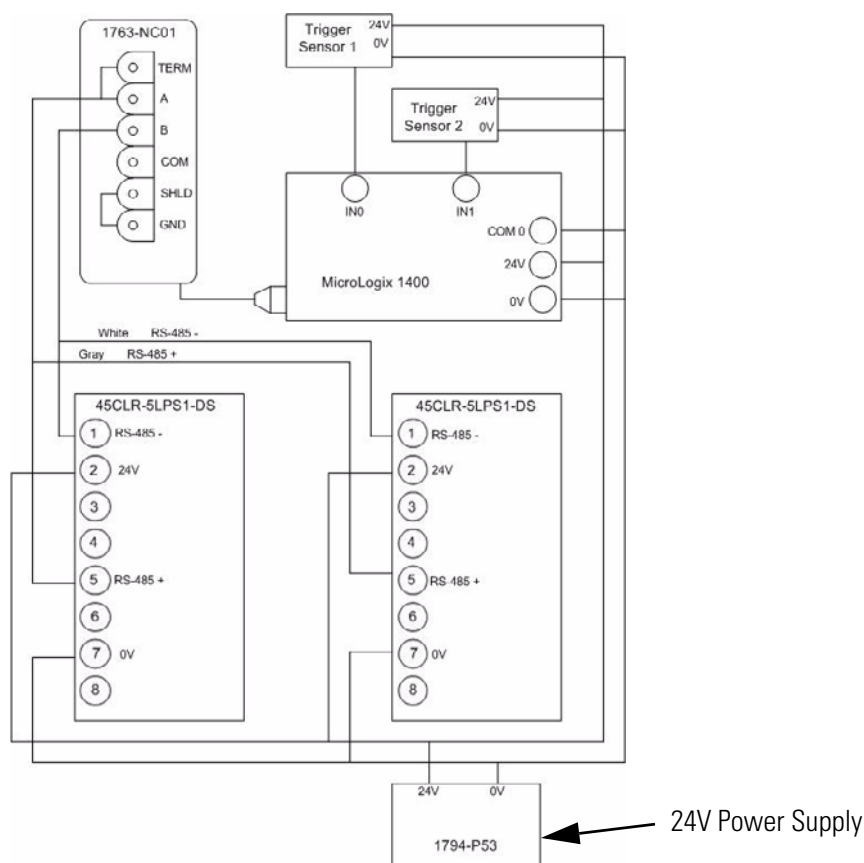 1763-NC01
TERM
A
B
COM
SHLD
GND
Trigger
Sensor 1
24V
0V
Trigger
Sensor 2
24V
0V
IN0
IN1
COM 0
24V
0V
MicroLogix 1400
White RS-485 -
Gray RS-485 +
45CLR-5LPS1-DS
1 RS-485 -
2 24V
3
4
5 RS-485 +
6
7 0V
8
45CLR-5LPS1-DS
1 RS-485 -
2 24V
3
4
5 RS-485 +
6
7 0V
8
24V 0V
1794-P53
24V Power Supply